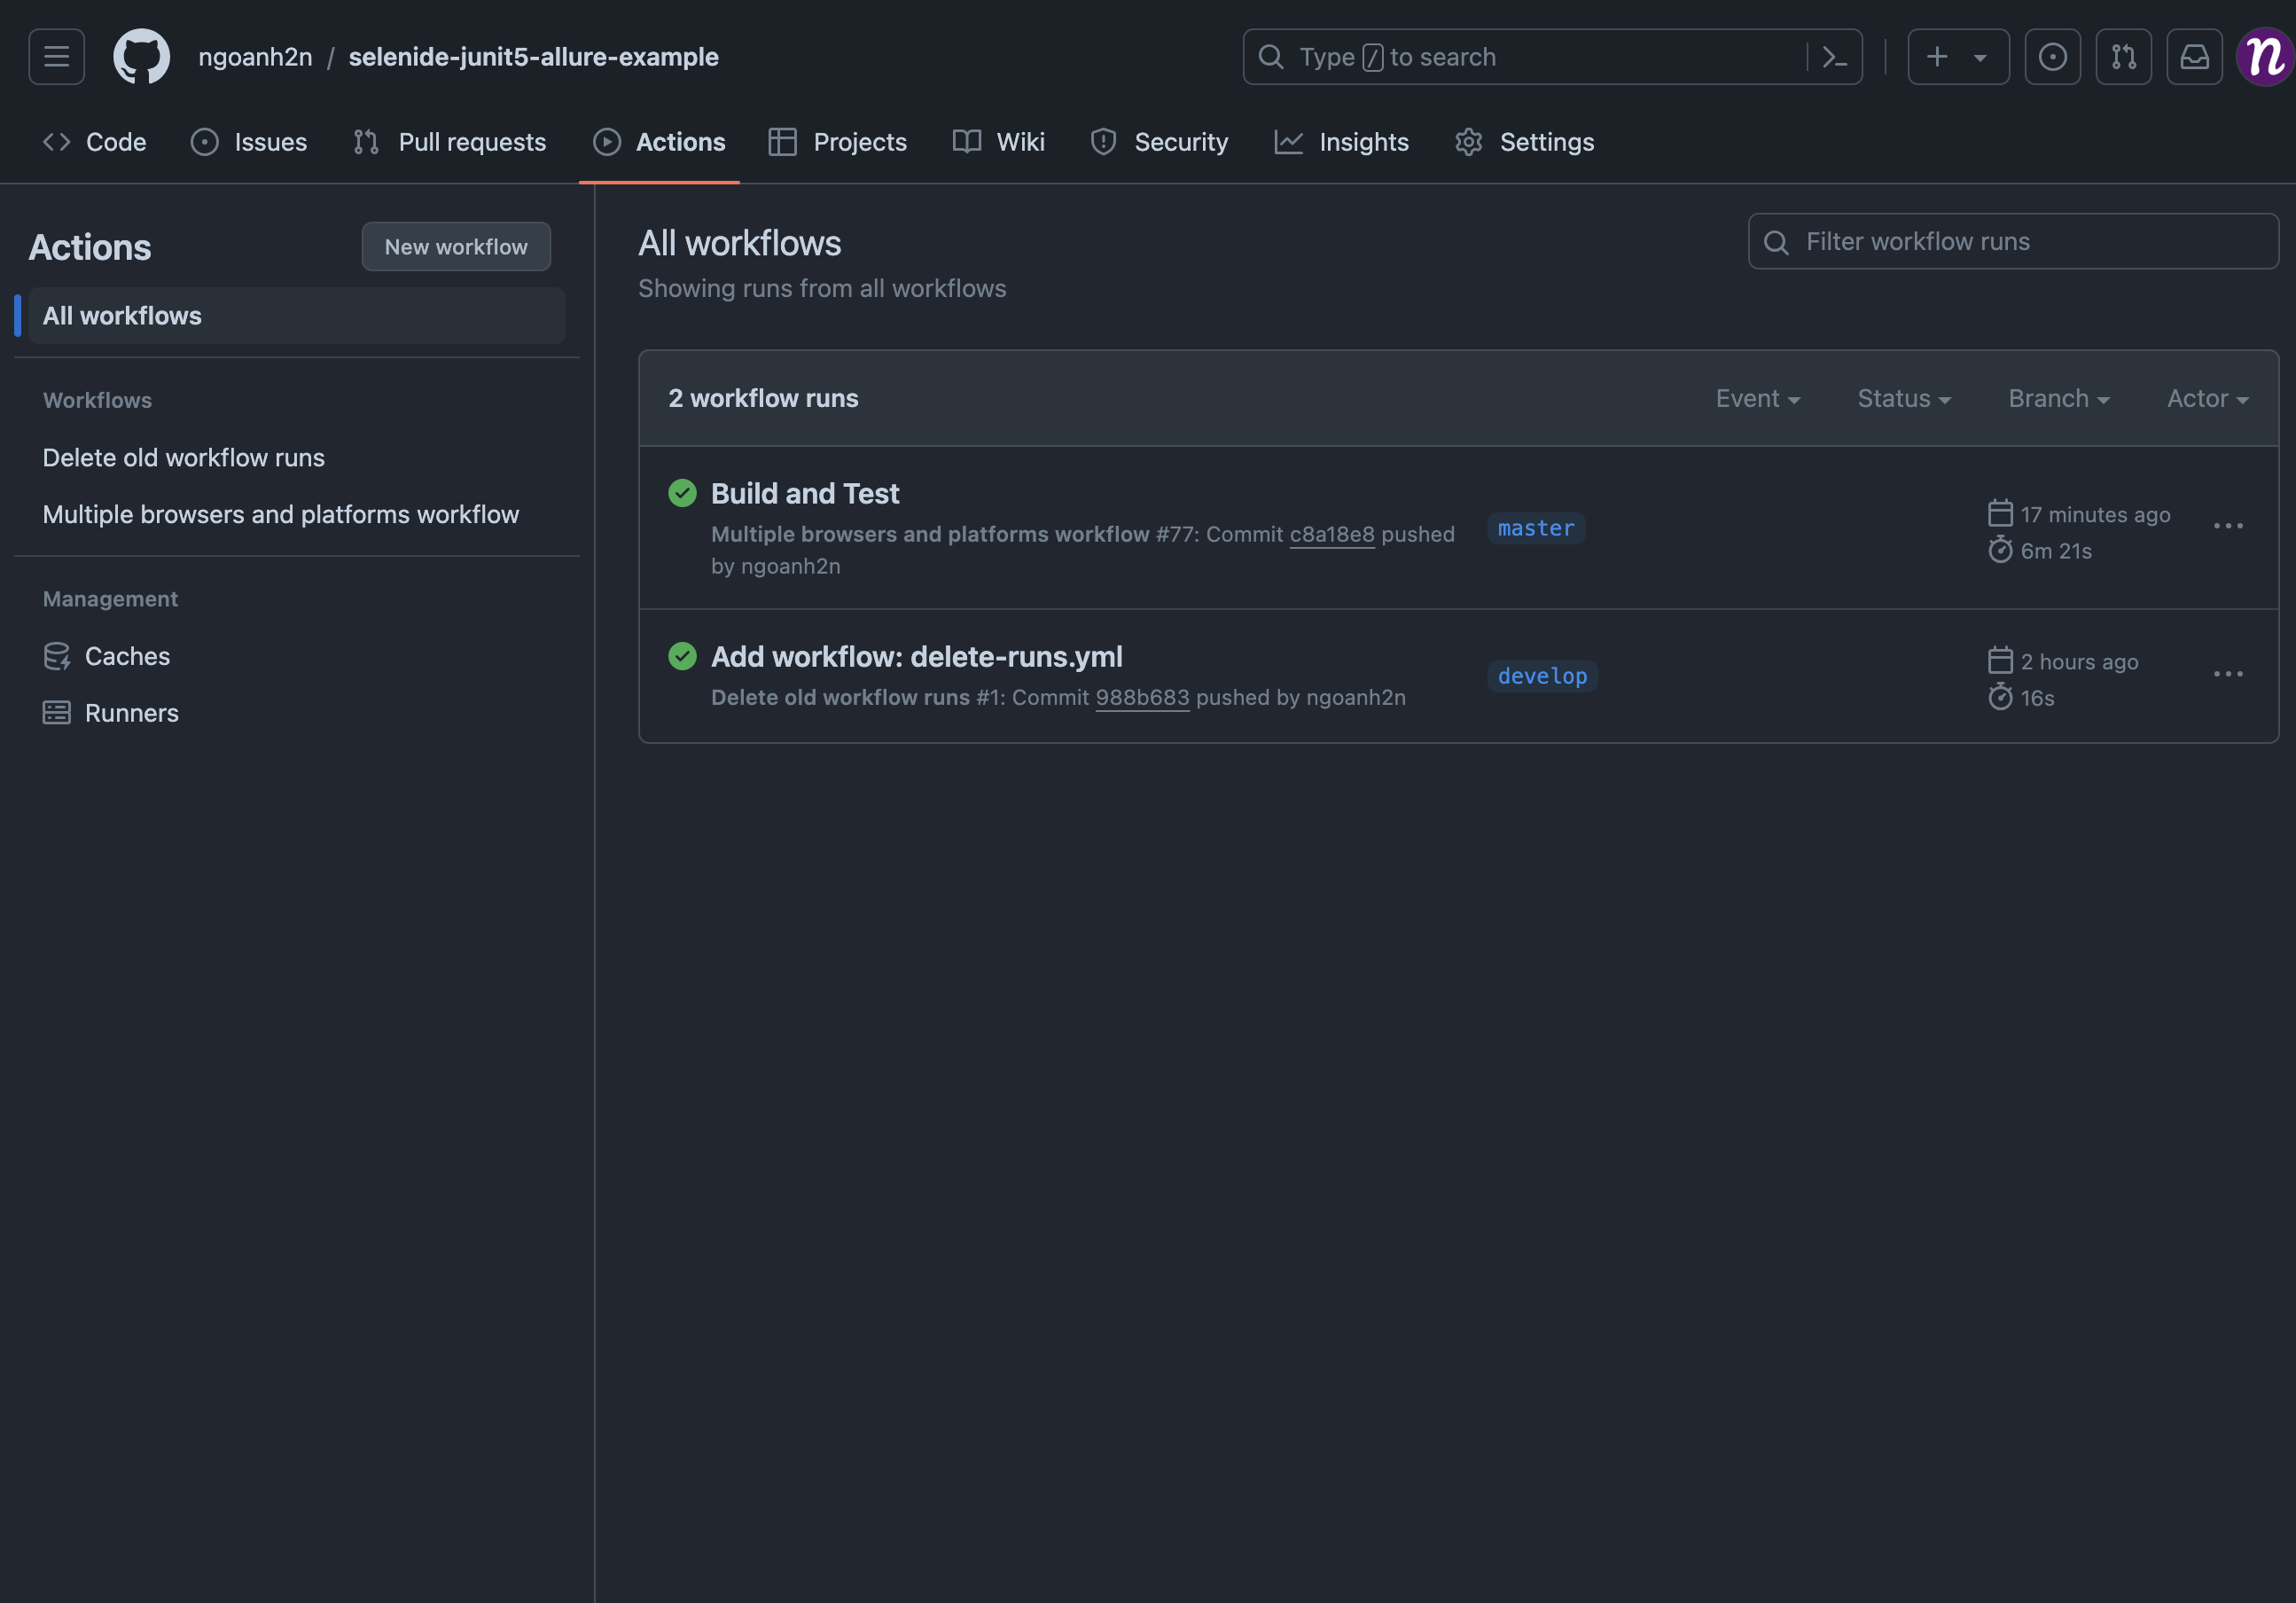 ngoanh2n / selenide-junit5-allure-example
Type / to search
Code Issues Pull requests Actions Projects Wiki Security Insights Settings
Actions
New workflow
All workflows
Workflows
Delete old workflow runs
Multiple browsers and platforms workflow
Management
Caches
Runners
All workflows
Showing runs from all workflows
Filter workflow runs
2 workflow runs
Event Status Branch Actor
Build and Test
Multiple browsers and platforms workflow #77: Commit c8a18e8 pushed
by ngoanh2n
master
17 minutes ago
6m 21s
Add workflow: delete-runs.yml
Delete old workflow runs #1: Commit 988b683 pushed by ngoanh2n
develop
2 hours ago
16s
n